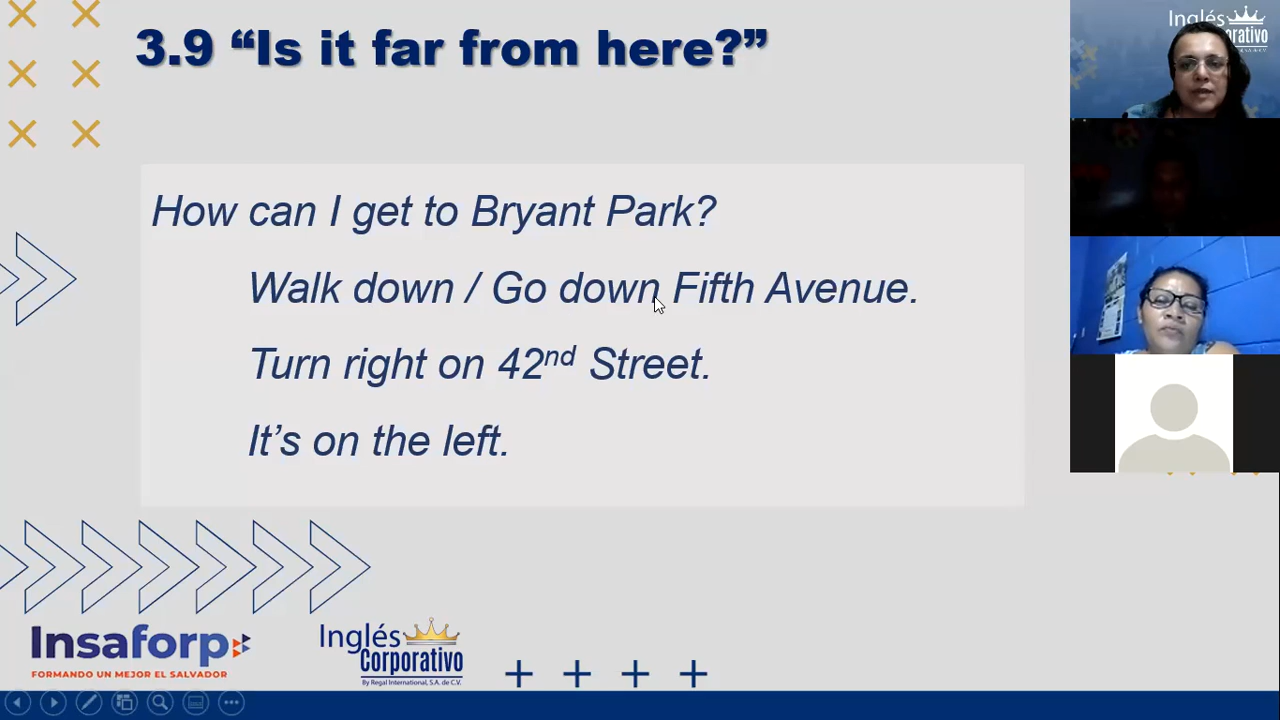 3.9 “Is it far from here?”
How can I get to Bryant Park?
Walk down / Go down Fifth Avenue.
Turn right on 42nd Street.
It’s on the left.
Insaforp
FORMANDO UN MEJOR EL SALVADOR
Inglés
Corporativo
By Regal International, S.A. de C.V.
Inglés
Corporativo